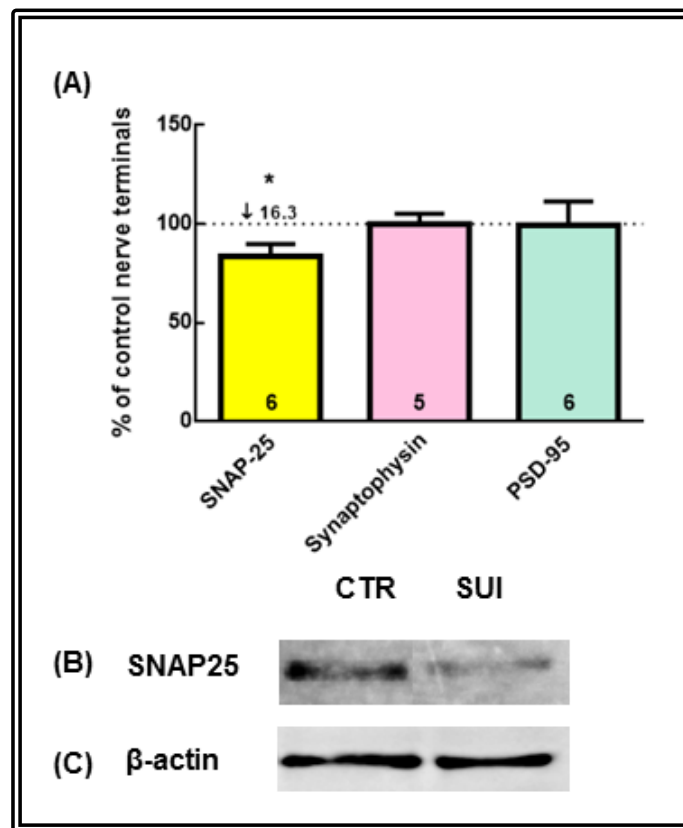 (A)
% of control nerve terminals
150
100
50
0
*
↓ 16.3
6
5
6
SNAP-25
Synaptophysin
PSD-95
CTR SUI
(B) SNAP25
(C) β-actin